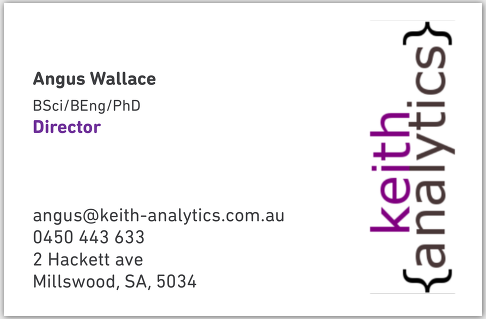 Angus Wallace
BSci/BEng/PhD
Director
angus@keith-analytics.com.au
0450 443 633
2 Hackett ave
Millswood, SA, 5034
keith
{analytics}